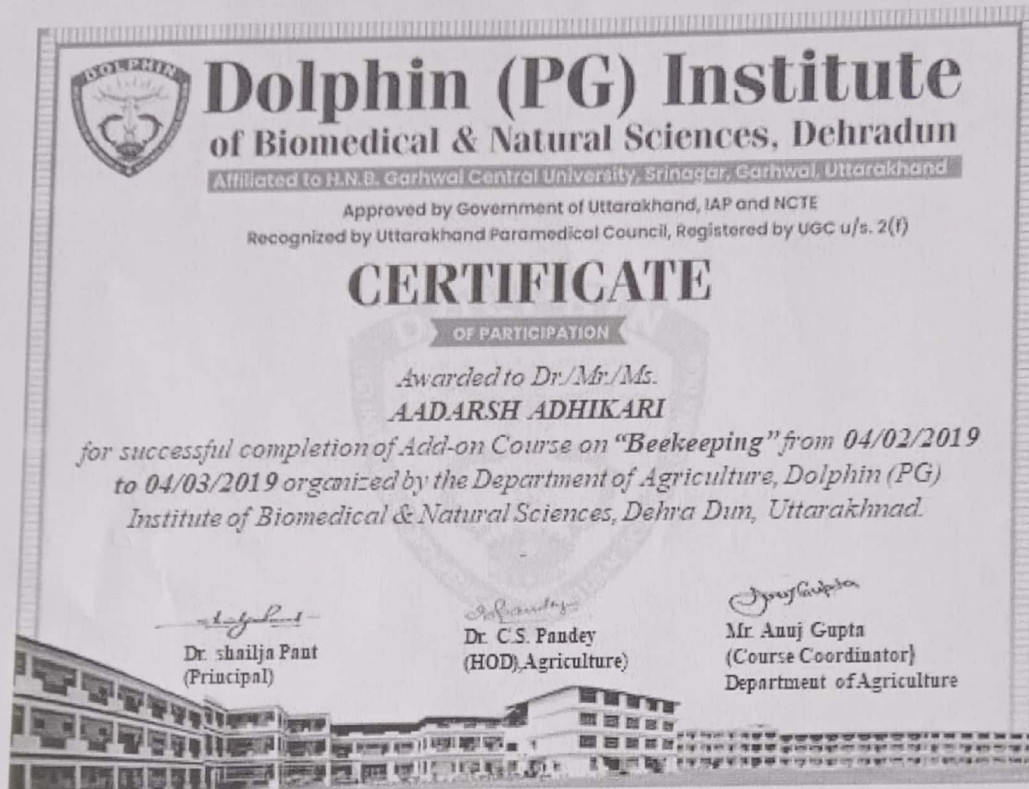 DOLPHIN
Dolphin (PG) Institute
of Biomedical & Natural Sciences, Dehradun
Affiliated to H.N.B. Garhwal Central University, Srinagar, Garhwal, Uttarakhand
Approved by Government of Uttarakhand, IAP and NCTE
Recognized by Uttarakhand Paramedical Council, Registered by UGC u/s. 2(f)
CERTIFICATE
OF PARTICIPATION
Awarded to Dr./Mr./Ms.
AADARSH ADHIKARI
for successful completion of Add-on Course on "Beekeeping" from 04/02/2019
to 04/03/2019 organized by the Department of Agriculture, Dolphin (PG)
Institute of Biomedical & Natural Sciences, Dehra Dun, Uttarakhnad.
Dr. shailja Pant
(Principal)
Dr. C.S. Pandey
(HOD),Agriculture)
Anuj Gupta
Mr. Anuj Gupta
(Course Coordinator}
Department of Agriculture